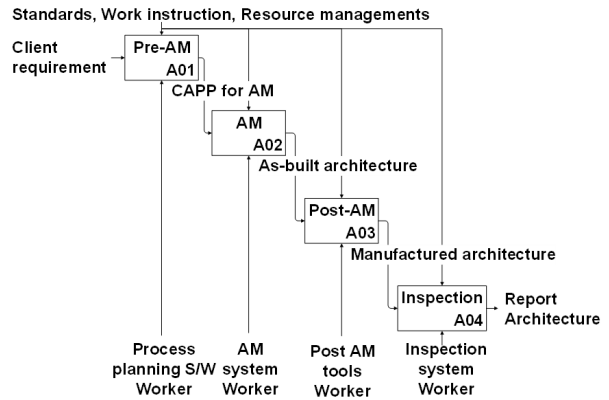 Standards, Work instruction, Resource managements
Client
requirement
Pre-AM
A01
CAPP for AM
AM
A02
As-built architecture
Post-AM
A03
Manufactured architecture
Inspection
A04
Report
Architecture
Process
planning S/W
Worker
AM
system
Worker
Post AM
tools
Worker
Inspection
system
Worker